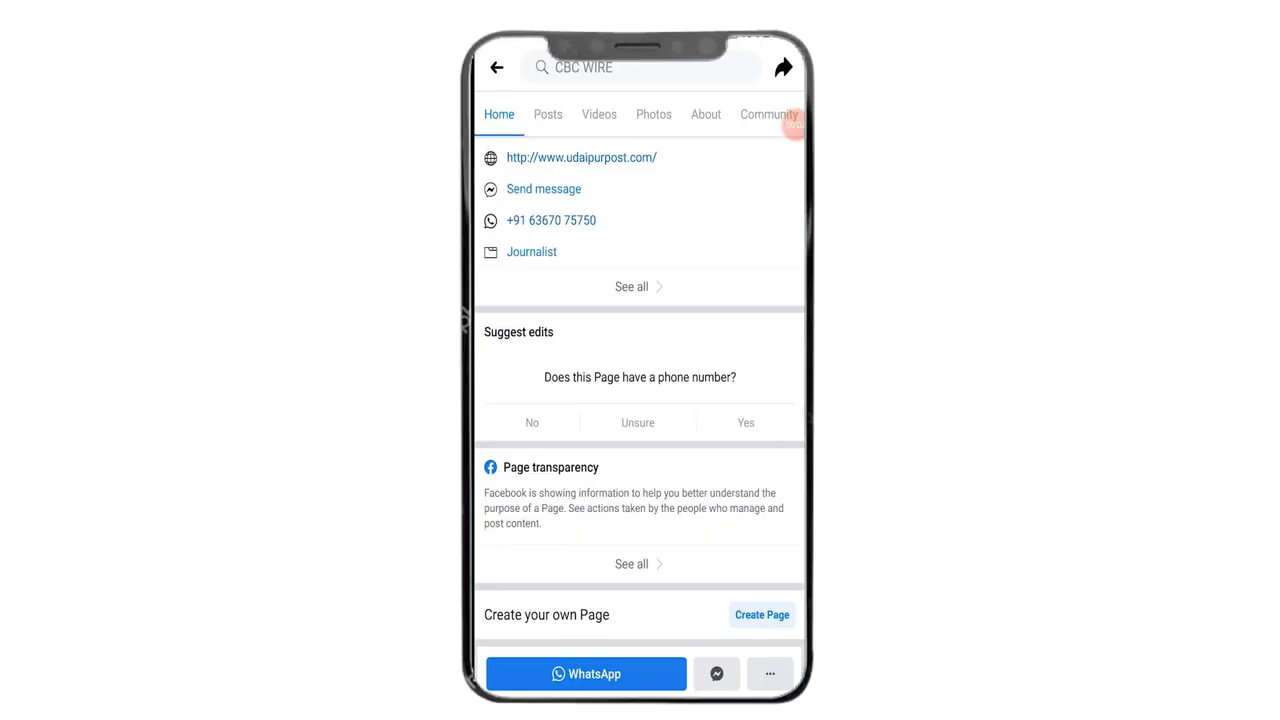 CBC WIRE
Home Posts Videos Photos About Community
http://www.udaipurpost.com/
Send message
+91 63670 75750
Journalist
See all
Suggest edits
Does this Page have a phone number?
No Unsure Yes
Page transparency
Facebook is showing information to help you better understand the
purpose of a Page. See actions taken by the people who manage and
post content.
See all
Create your own Page Create Page
WhatsApp